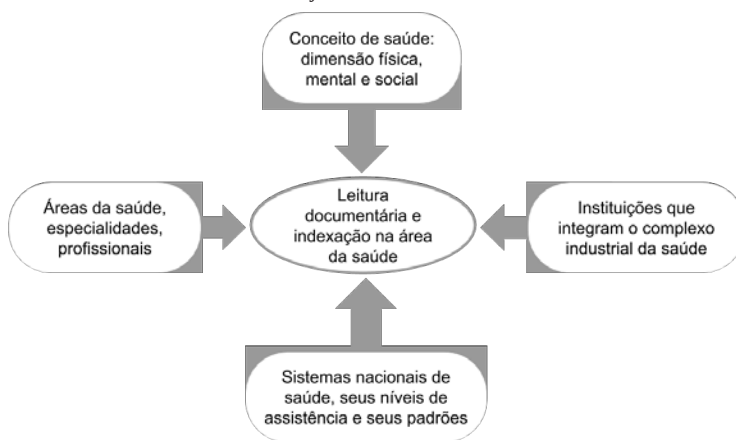 Conceito de saúde:
dimensão física,
mental e social
Áreas da saúde,
especialidades,
profissionais
Leitura
documentária e
indexação na área
da saúde
Instituições que
integram o complexo
industrial da saúde
Sistemas nacionais de
saúde, seus níveis de
assistência e seus padrões